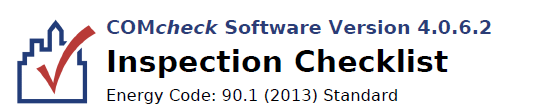 COMcheck Software Version 4.0.6.2
Inspection Checklist
Energy Code: 90.1 (2013) Standard